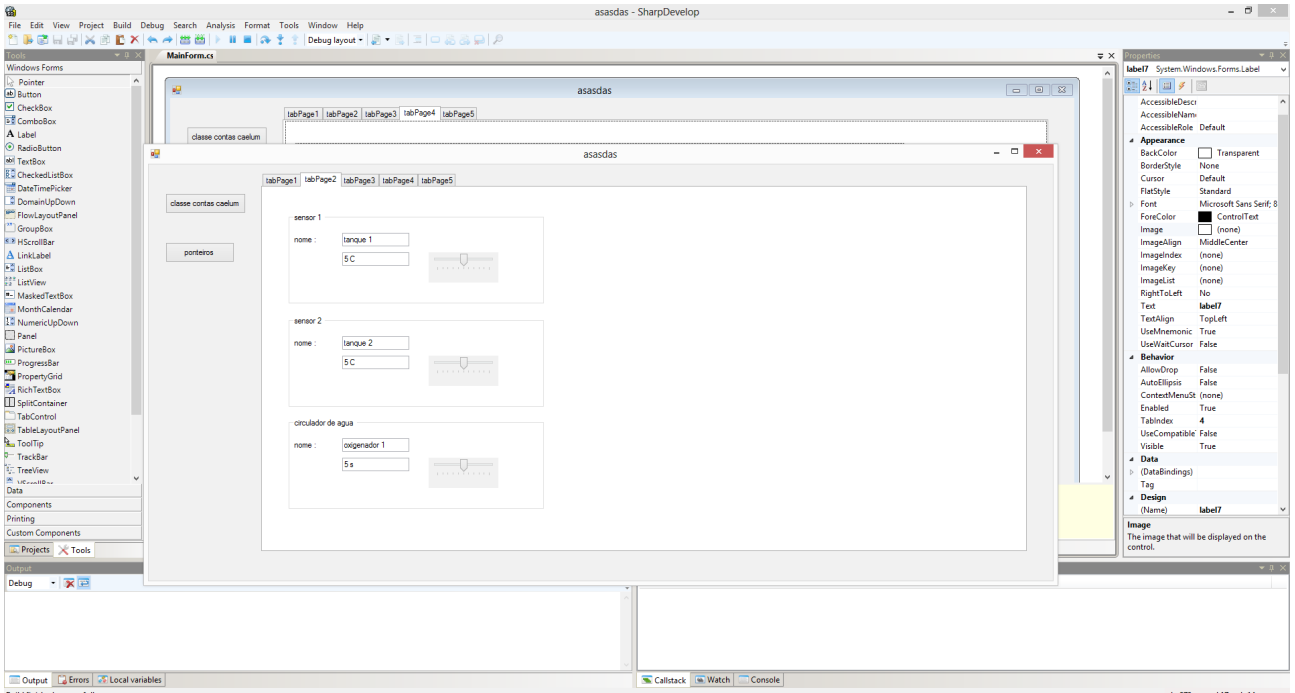 asasdas - SharpDevelop
File Edit View Project Build Debug Search Analysis Format Tools Window Help
Debug layout
Tools
MainForm.cs
Properties
Windows Forms
Pointer
Button
CheckBox
ComboBox
Label
RadioButton
TextBox
CheckedListBox
DateTimePicker
DomainUpDown
FlowLayoutPanel
GroupBox
HScrollBar
LinkLabel
ListBox
ListView
MaskedTextBox
MonthCalendar
NumericUpDown
Panel
PictureBox
ProgressBar
PropertyGrid
RichTextBox
SplitContainer
TabControl
TableLayoutPanel
ToolTip
TrackBar
TreeView
Data
Components
Printing
Custom Components
Projects Tools
asasdas
tabPage1 tabPage2 tabPage3 tabPage4 tabPage5
classe contas caelum
asasdas
tabPage1 tabPage2 tabPage3 tabPage4 tabPage5
classe contas caelum
ponteiros
sensor 1
nome : tanque 1
5 C
sensor 2
nome : tanque 2
5 C
circulador de agua
nome : oxigenador 1
5 s
label7 System.Windows.Forms.Label
AccessibleDescr
AccessibleName
AccessibleRole Default
Appearance
BackColor Transparent
BorderStyle None
Cursor Default
FlatStyle Standard
Font Microsoft Sans Serif; 8
ForeColor ControlText
Image (none)
ImageAlign MiddleCenter
ImageIndex (none)
ImageKey (none)
ImageList (none)
RightToLeft No
Text label7
TextAlign TopLeft
UseMnemonic True
UseWaitCursor False
Behavior
AllowDrop False
AutoEllipsis False
ContextMenuSt (none)
Enabled True
TabIndex 4
UseCompatible False
Visible True
Data
(DataBindings)
Tag
Design
(Name) label7
Image
The image that will be displayed on the
control.
Output
Debug
Output Errors Local variables
Callstack Watch Console